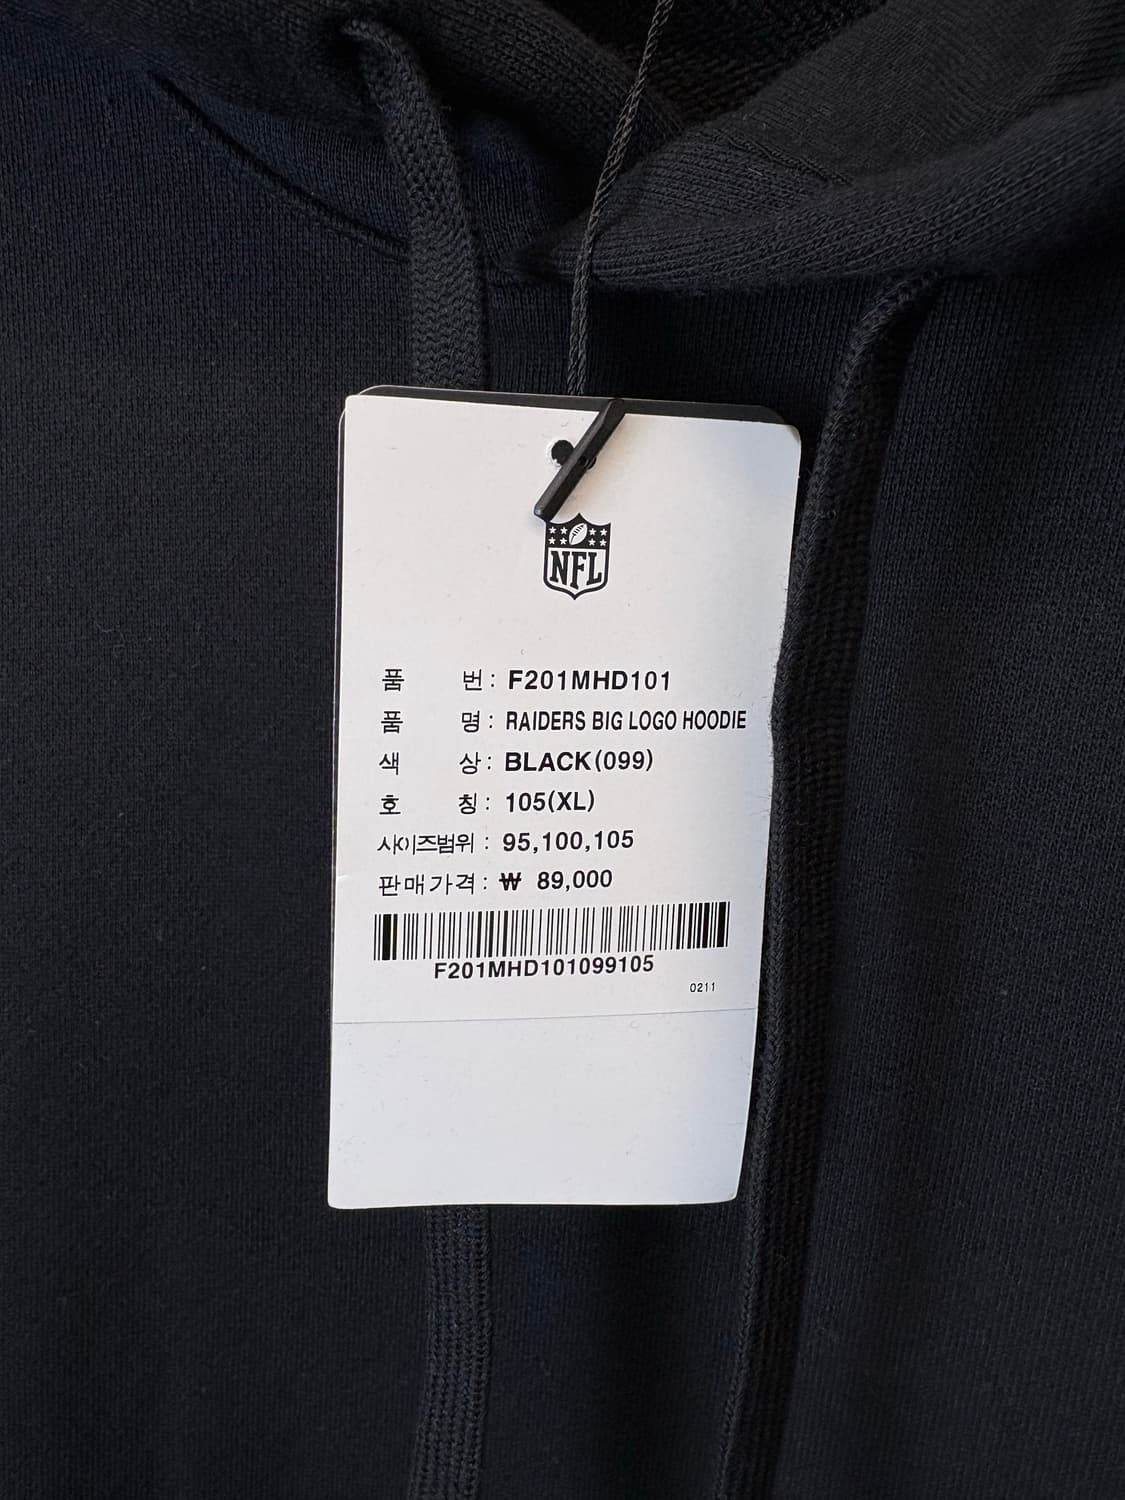 NFL
품 번 : F201MHD101
품 명 : RAIDERS BIG LOGO HOODIE
색 상 : BLACK(099)
호 칭 : 105(XL)
사이즈범위 : 95,100,105
판매가격 : ₩ 89,000
F201MHD101099105
0211